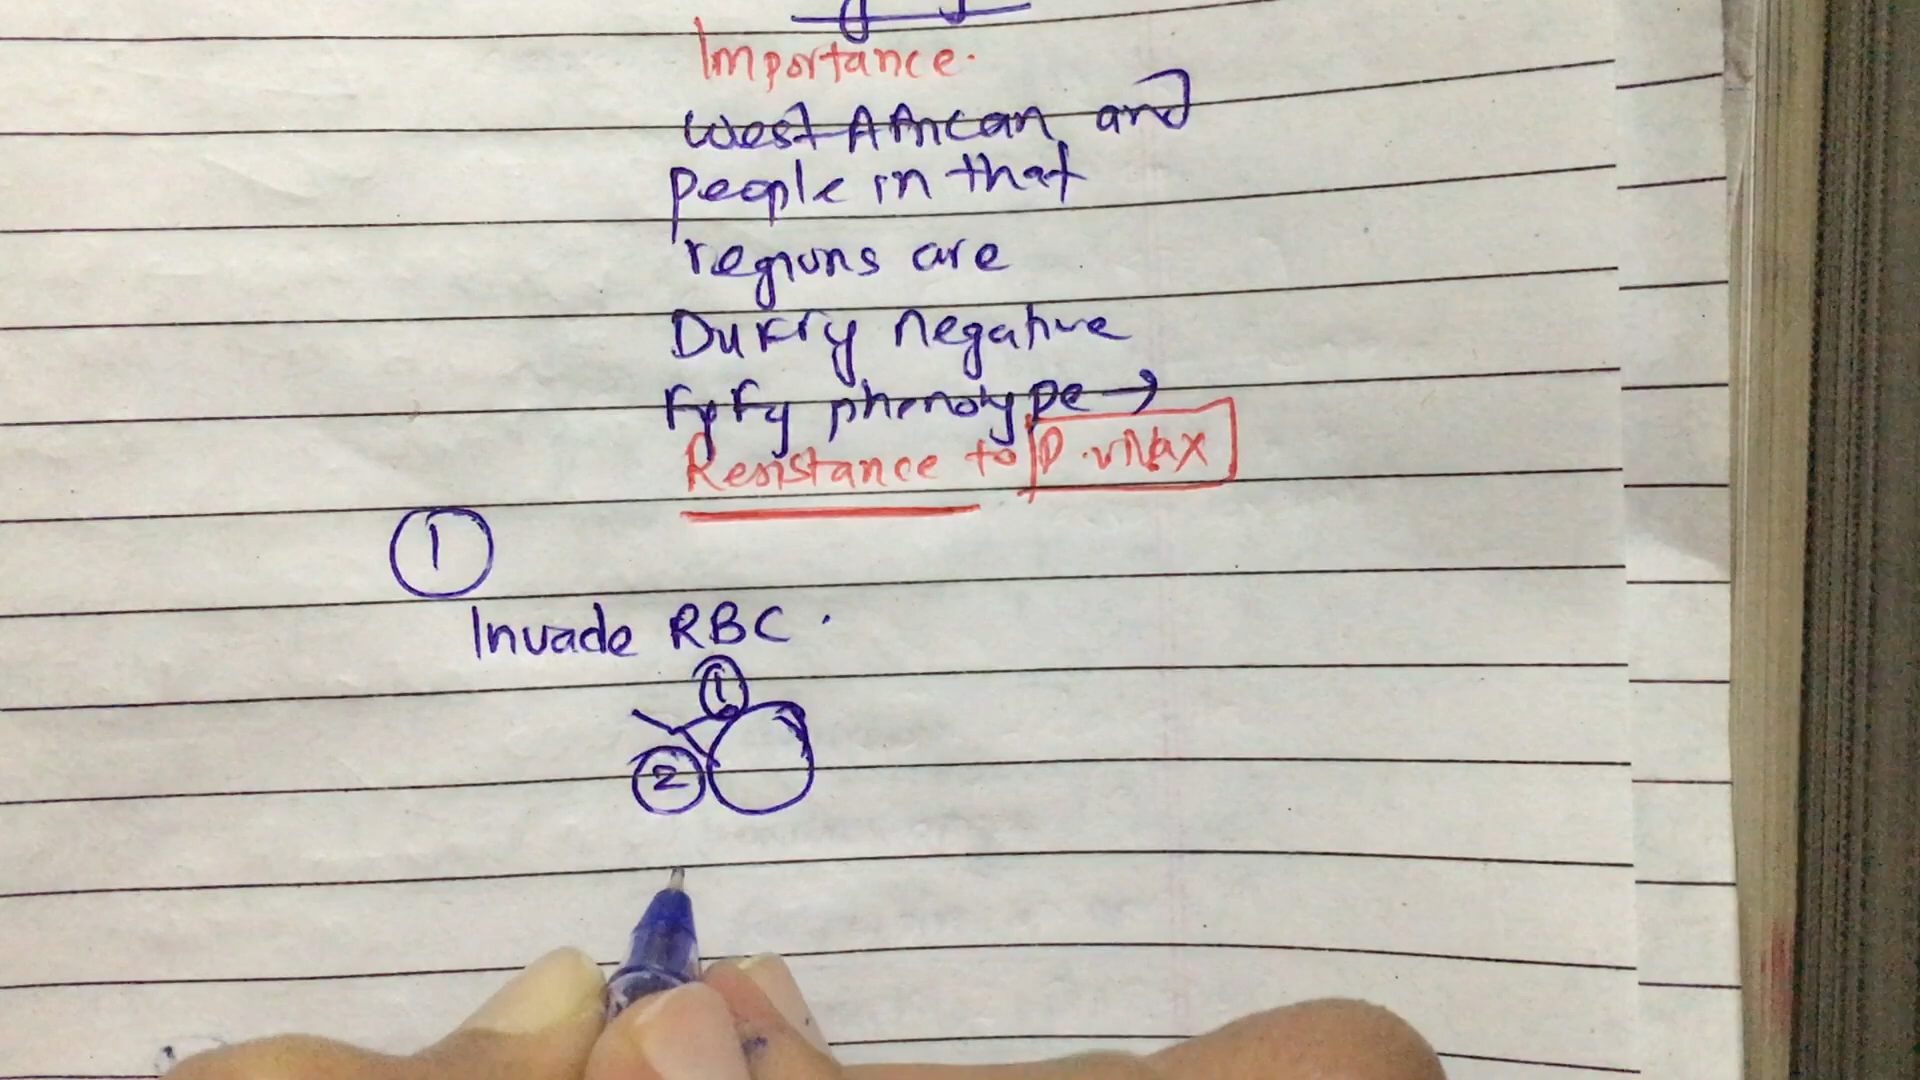 Importance.
West African and
people in that
regions are
Duffy negative
FyFy phenotype →
Resistance to P. vivax
1
Invade RBC.
1
2